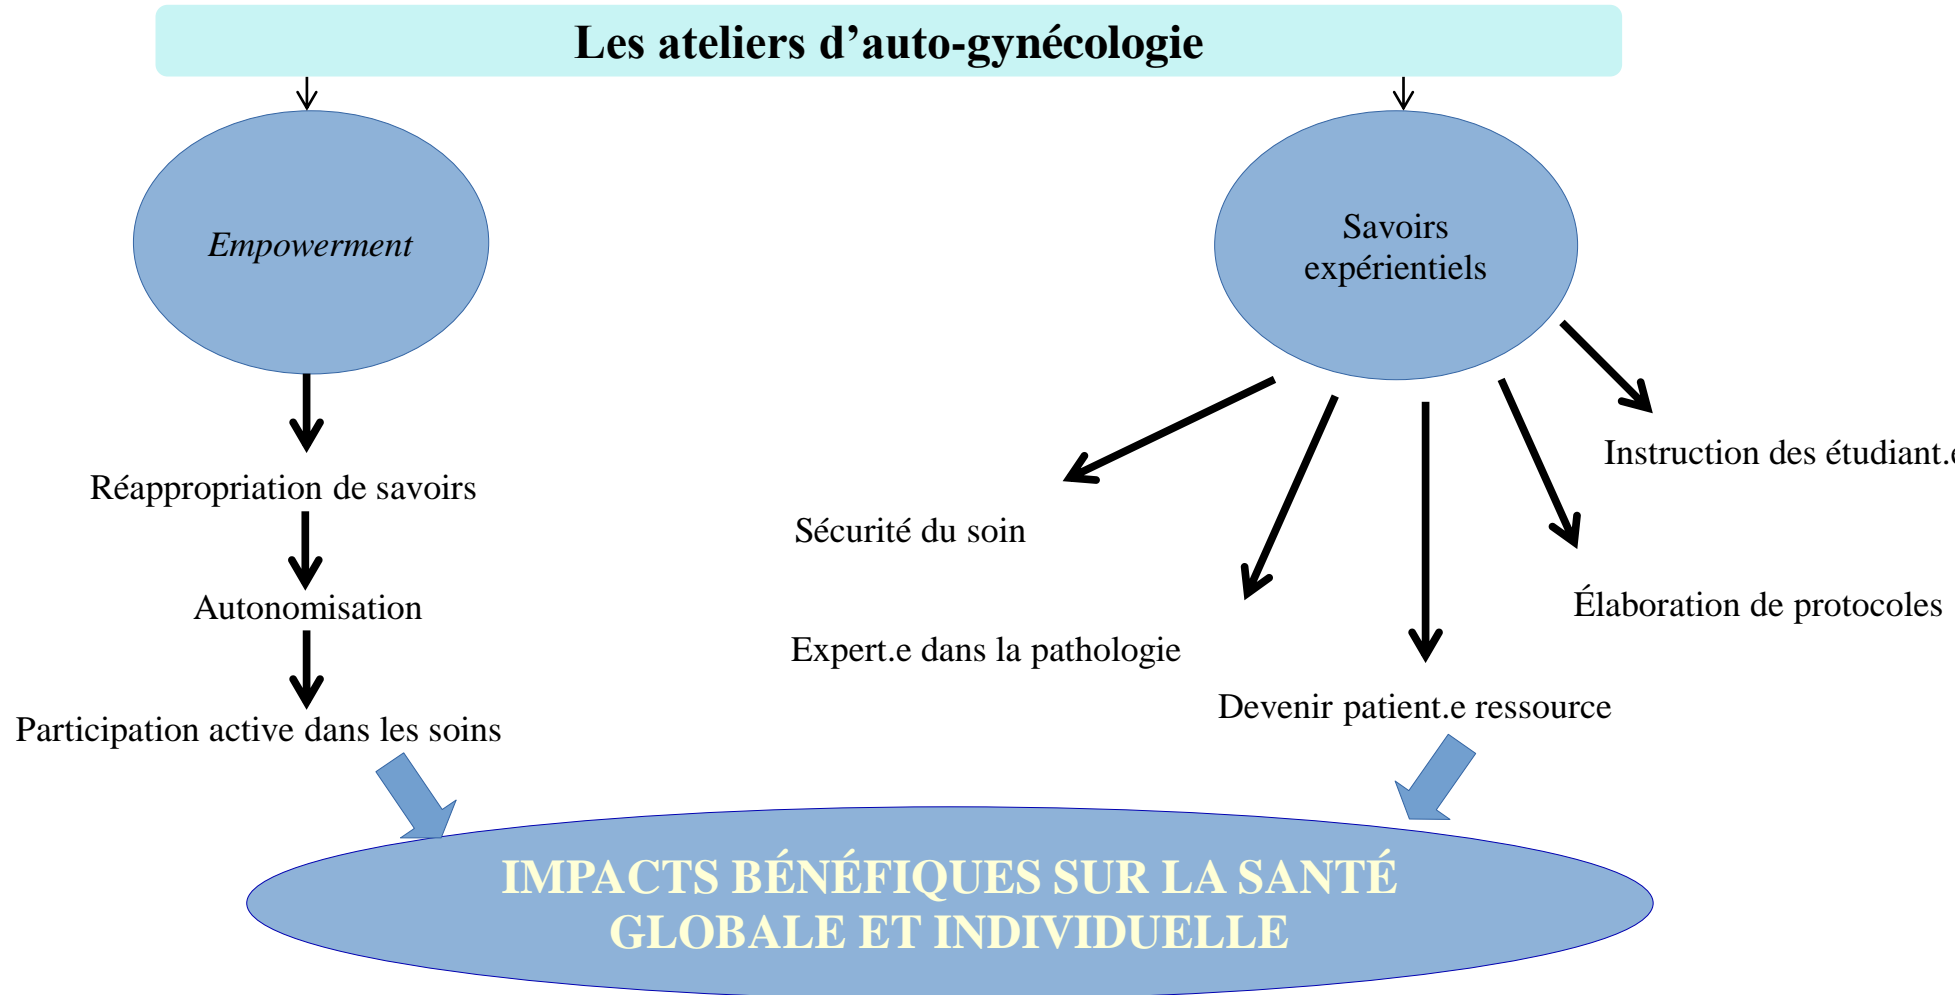 Les ateliers d’auto-gynécologie
Empowerment
Savoirs
expérientiels
Réappropriation de savoirs
Autonomisation
Participation active dans les soins
Sécurité du soin
Expert.e dans la pathologie
Devenir patient.e ressource
Élaboration de protocoles
Instruction des étudiant.e
IMPACTS BÉNÉFIQUES SUR LA SANTÉ
GLOBALE ET INDIVIDUELLE